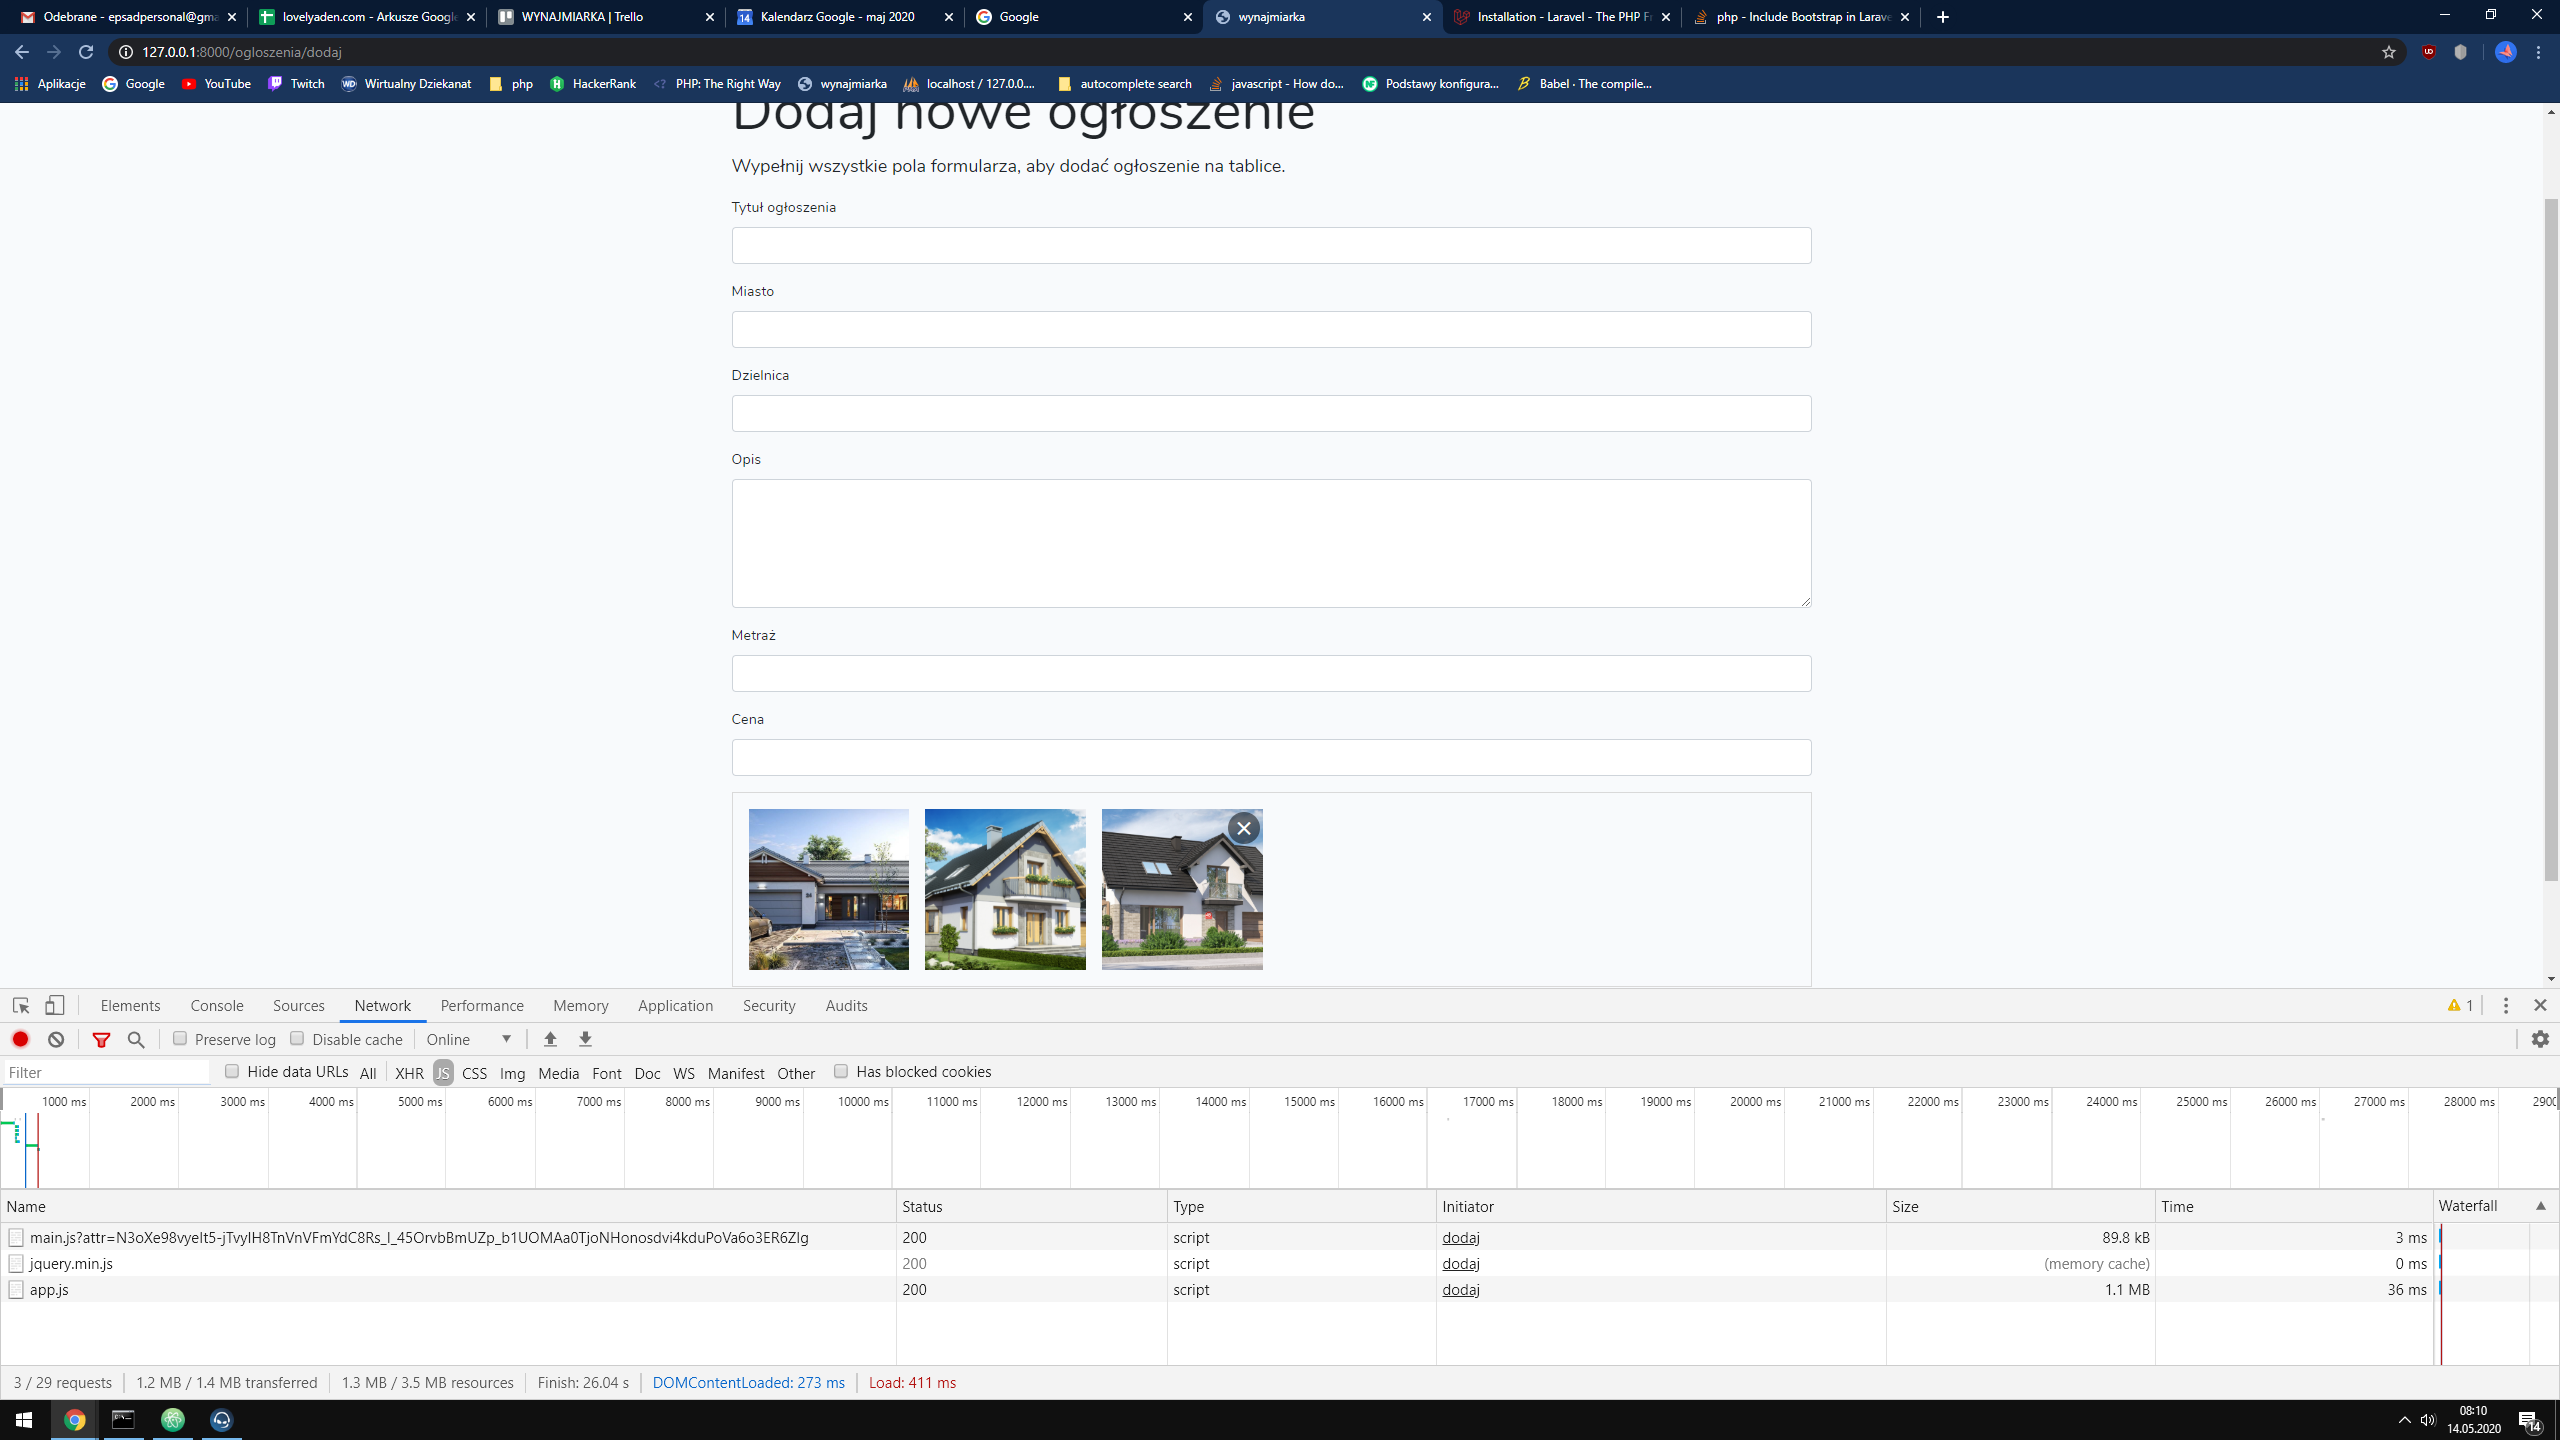 Odebrane - epsadpersonal@gma
lovelyaden.com - Arkusze Google
WYNAJMIARKA | Trello
Kalendarz Google - maj 2020
Google
wynajmiarka
Installation - Laravel - The PHP Fr
php - Include Bootstrap in Larave
127.0.0.1:8000/ogloszenia/dodaj
Aplikacje
Google
YouTube
Twitch
Wirtualny Dziekanat
php
HackerRank
PHP: The Right Way
wynajmiarka
localhost / 127.0.0....
autocomplete search
javascript - How do...
Podstawy konfigura...
Babel · The compile...
Dodaj nowe ogłoszenie
Wypełnij wszystkie pola formularza, aby dodać ogłoszenie na tablice.
Tytuł ogłoszenia
Miasto
Dzielnica
Opis
Metraż
Cena
Elements
Console
Sources
Network
Performance
Memory
Application
Security
Audits
1
Preserve log
Disable cache
Online
Filter
Hide data URLs
All
XHR
JS
CSS
Img
Media
Font
Doc
WS
Manifest
Other
Has blocked cookies
1000 ms
2000 ms
3000 ms
4000 ms
5000 ms
6000 ms
7000 ms
8000 ms
9000 ms
10000 ms
11000 ms
12000 ms
13000 ms
14000 ms
15000 ms
16000 ms
17000 ms
18000 ms
19000 ms
20000 ms
21000 ms
22000 ms
23000 ms
24000 ms
25000 ms
26000 ms
27000 ms
28000 ms
2900
Name
Status
Type
Initiator
Size
Time
Waterfall
jquery.min.js
200
script
dodaj
(memory cache)
0 ms
app.js
200
script
dodaj
1.1 MB
36 ms
200
script
dodaj
89.8 kB
3 ms
3 / 29 requests
1.2 MB / 1.4 MB transferred
1.3 MB / 3.5 MB resources
Finish: 26.04 s
DOMContentLoaded: 273 ms
Load: 411 ms
08:10
14.05.2020
14